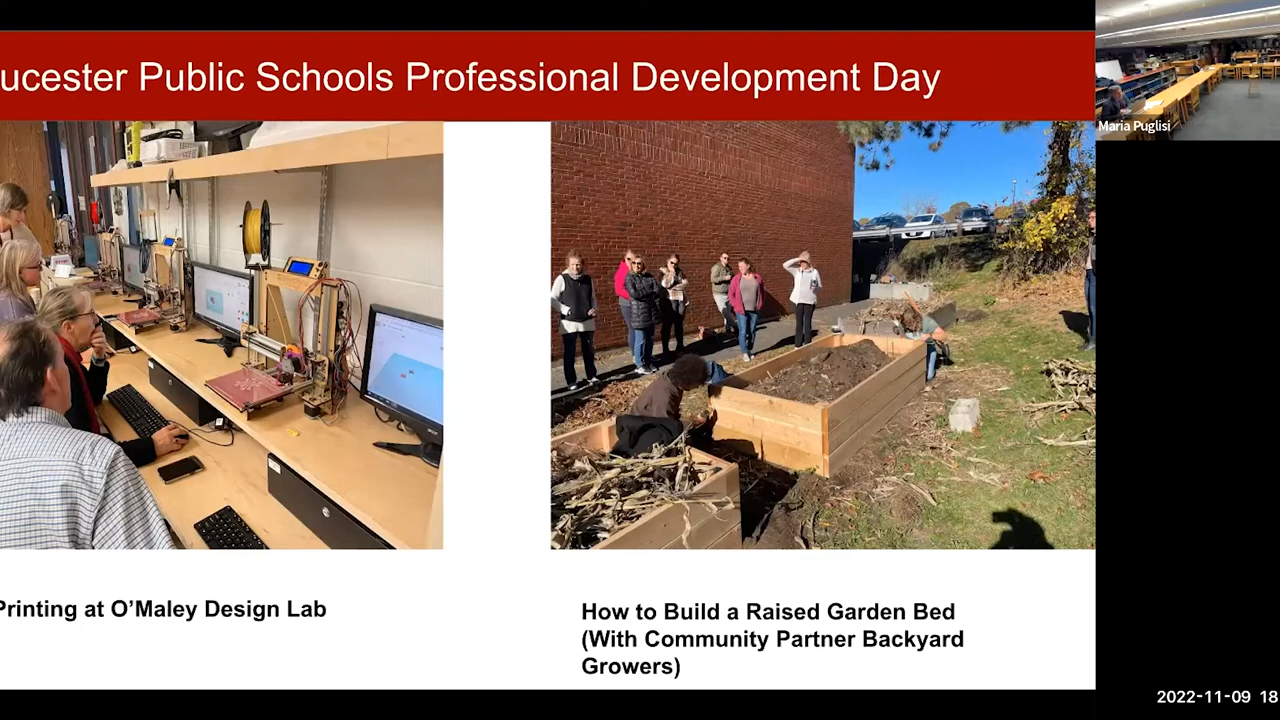 ucester Public Schools Professional Development Day
Maria Puglisi
Printing at O'Maley Design Lab
How to Build a Raised Garden Bed
(With Community Partner Backyard
Growers)
2022-11-09 18